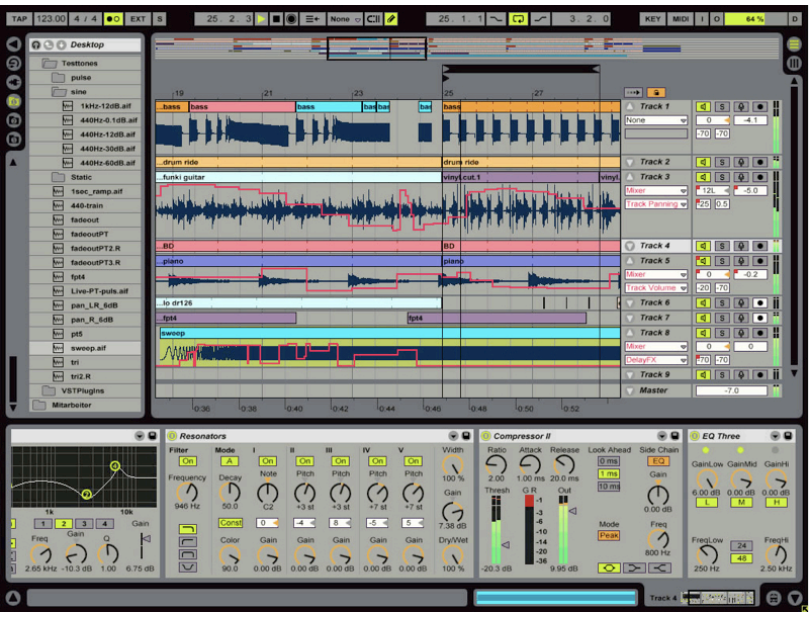 TAP 123.00 4 / 4 EXT S 25. 2. 3 None 25. 1. 1 3. 2. 0 KEY MIDI I O 64 % D
Desktop
Testtones
pulse
sine
1kHz-12dB.aif
440Hz-0.1dB.aif
440Hz-12dB.aif
440Hz-30dB.aif
440Hz-60dB.aif
Static
1sec_ramp.aif
440-train
fadeout
fadeoutPT
fadeoutPT2.R
fadeoutPT3.R
fpt4
Live-PT-puls.aif
pan_LR_6dB
pan_R_6dB
pt5
sweep.aif
tri
tri2.R
VSTPlugIns
Mitarbeiter
19 21 23 25 27
...bass bass bass bas bas bas bass Track 1 S
None 0 -4.1
-70 -70
...drum ride drum ride Track 2 S
...funki guitar vinyl.cut.1 vinyl. Track 3 S
Mixer 12L -5.0
Track Panning 25 0.5
...BD BD Track 4 S
...piano piano Track 5 S
Mixer 0 -0.2
Track Volume -20 -70
...lo dr126 Track 6 S
...fpt4 fpt4 Track 7 S
sweep Track 8 S
Mixer 0 0
DelayFX 70 -70
Track 9 S
Master -7.0
0:36 0:38 0:40 0:42 0:44 0:46 0:48 0:50 0:52
1k 10k
1 2 3 4 Gain
Freq Gain Q
2.65 kHz -10.3 dB 1.00 6.75 dB
Resonators
Filter Mode I II III IV V Width
On A On On On On On
Frequency Decay Note Pitch Pitch Pitch Pitch 100 %
946 Hz 50.0 C2 +3 st +4 st +7 st +7 st Gain
Const 0 -4 8 -5 5 7.38 dB
Color Gain Gain Gain Gain Gain Dry/Wet
90.0 0.00 dB 0.00 dB 0.00 dB 0.00 dB 0.00 dB 100 %
Compressor II
Ratio Attack Release Look Ahead Side Chain
2.00 1.00 ms 20.0 ms 0 ms 1 ms 10 ms EQ
Thresh G R Out Gain
-1 -3 -6 -10 -14 -20 -36
0.00 dB
Mode Freq
Peak 800 Hz
-20.3 dB 9.95 dB
EQ Three
GainLow GainMid GainHi
6.00 dB 0.00 dB 0.00 dB
L M H
FreqLow 24 48 FreqHi
250 Hz 2.50 kHz
Track 4